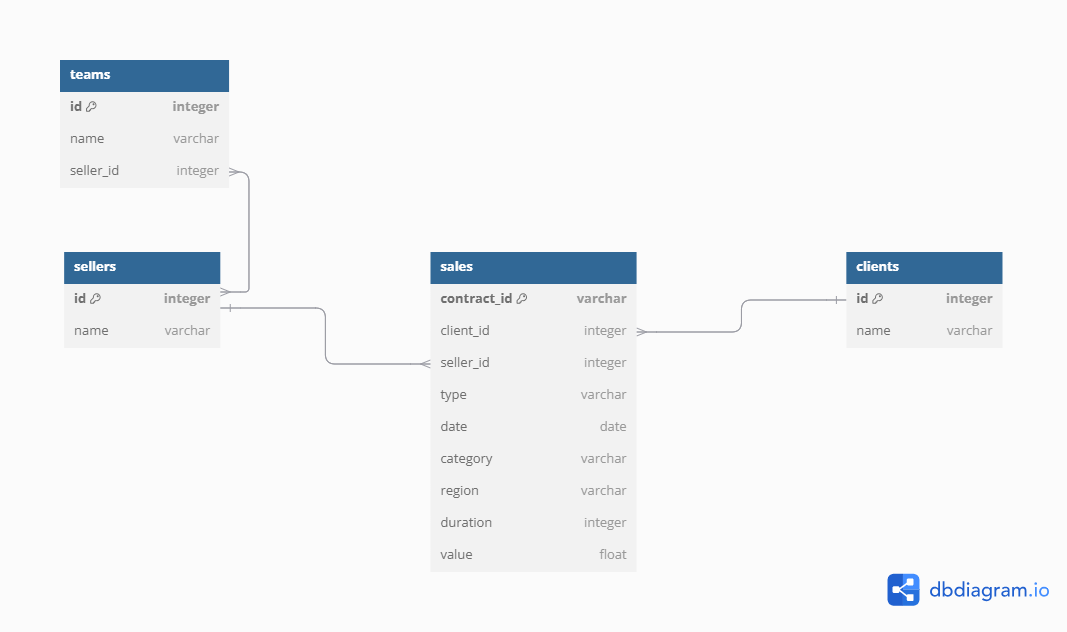 teams
id integer
name varchar
seller_id integer
sellers
id integer
name varchar
sales
contract_id varchar
client_id integer
seller_id integer
type varchar
date date
category varchar
region varchar
duration integer
value float
clients
id integer
name varchar
dbdiagram.io